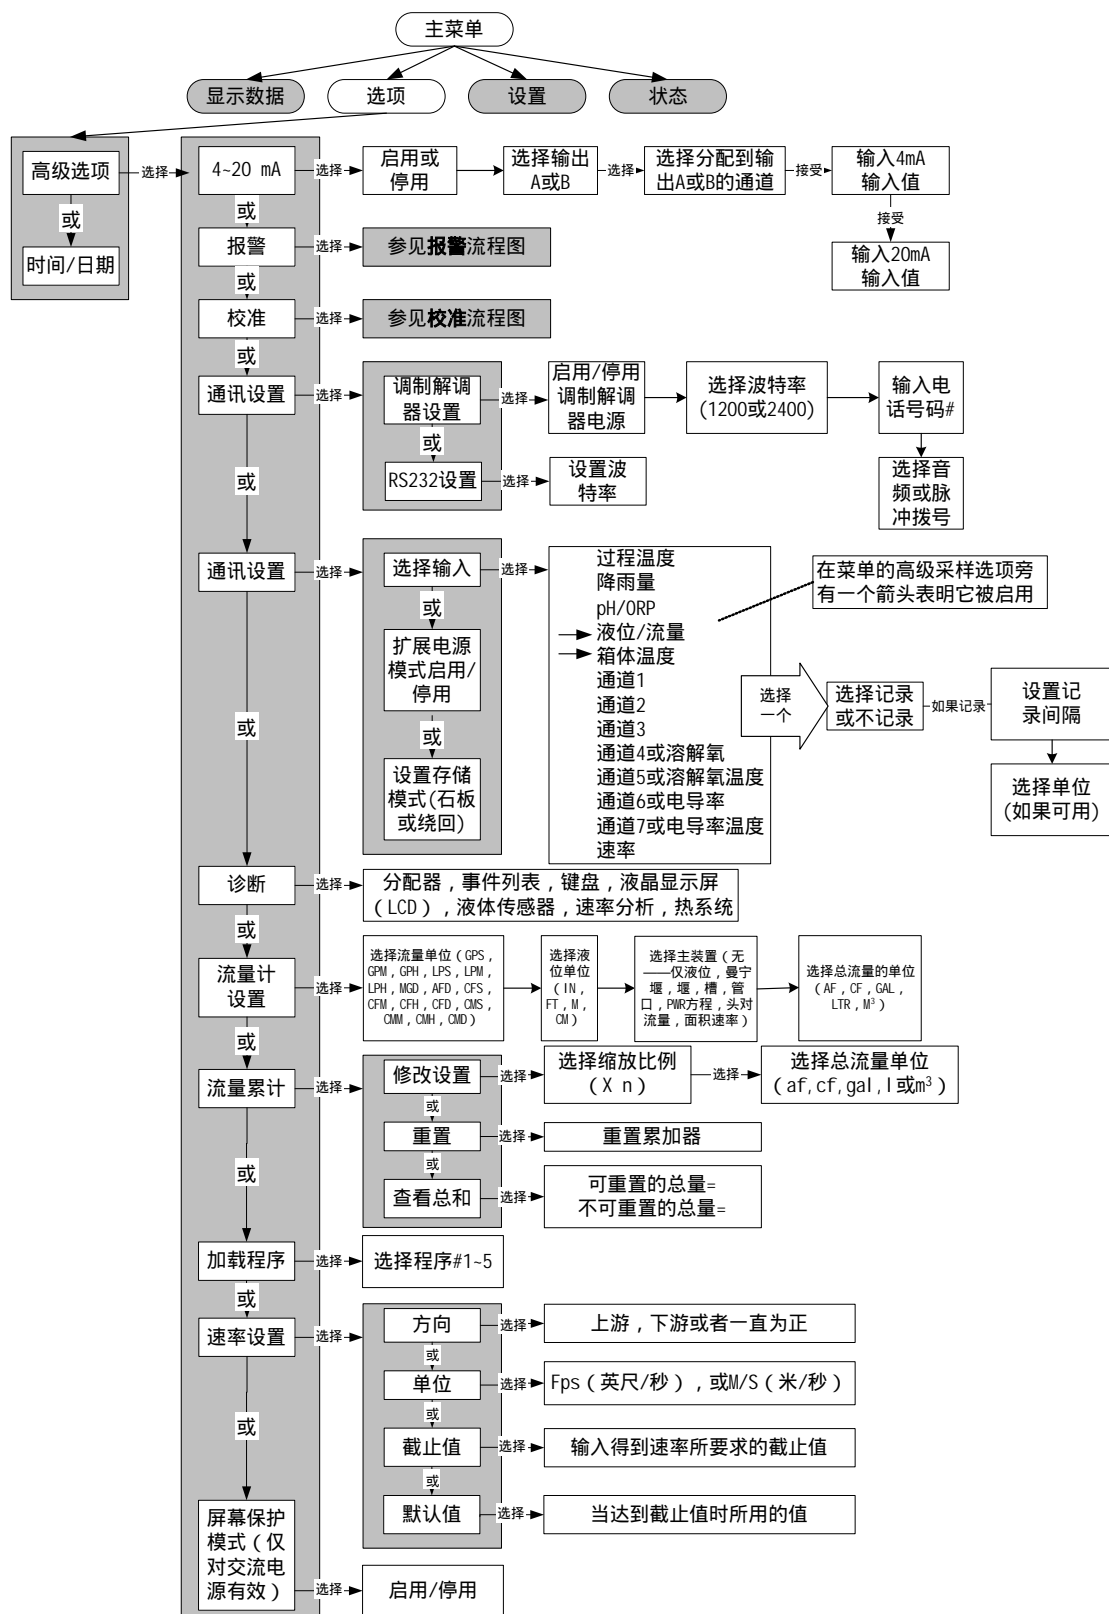 主菜单
显示数据
选项
设置
状态
高级选项
选择
或
时间/日期
4~20 mA
选择
启用或
停用
选择输出
A或B
选择
选择分配到输
出A或B的通道
接受
输入4mA
输入值
接受
输入20mA
输入值
或
报警
选择
参见报警流程图
或
校准
选择
参见校准流程图
或
通讯设置
选择
调制解调
器设置
选择
启用/停用
调制解调
器电源
选择波特率
(1200或2400)
输入电
话号码#
选择音
频或脉
冲拨号
或
RS232设置
选择
设置波
特率
或
通讯设置
选择
选择输入
选择
或
扩展电源
模式启用/
停用
或
设置存储
模式(石板
或绕回)
过程温度
降雨量
pH/ORP
液位/流量
箱体温度
通道1
通道2
通道3
通道4或溶解氧
通道5或溶解氧温度
通道6或电导率
通道7或电导率温度
速率
在菜单的高级采样选项旁
有一个箭头表明它被启用
选择
一个
选择记录
或不记录
如果记录
设置记
录间隔
选择单位
(如果可用)
或
诊断
选择
分配器，事件列表，键盘，液晶显示屏
（LCD），液体传感器，速率分析，热系统
或
流量计
设置
选择
选择流量单位（GPS，
GPM，GPH，LPS，LPM，
LPH，MGD，AFD，CFS，
CFM，CFH，CFD，CMS，
CMM，CMH，CMD）
选择液
位单位
（IN，
FT，M，
CM）
选择主装置（无
——仅液位，曼宁
堰，堰，槽，管
口，PWR方程，头对
流量，面积速率）
选择总流量的单位
（AF，CF，GAL，
LTR，M³）
或
流量累计
选择
修改设置
选择
选择缩放比例
（X n）
选择
选择总流量单位
（af,cf,gal,l或m³）
或
重置
选择
重置累加器
或
查看总和
选择
可重置的总量=
不可重置的总量=
或
加载程序
选择
选择程序#1~5
或
速率设置
选择
方向
选择
上游，下游或者一直为正
或
单位
选择
Fps（英尺/秒），或M/S（米/秒）
或
截止值
选择
输入得到速率所要求的截止值
或
默认值
选择
当达到截止值时所用的值
或
屏幕保护
模式（仅
对交流电
源有效）
选择
启用/停用